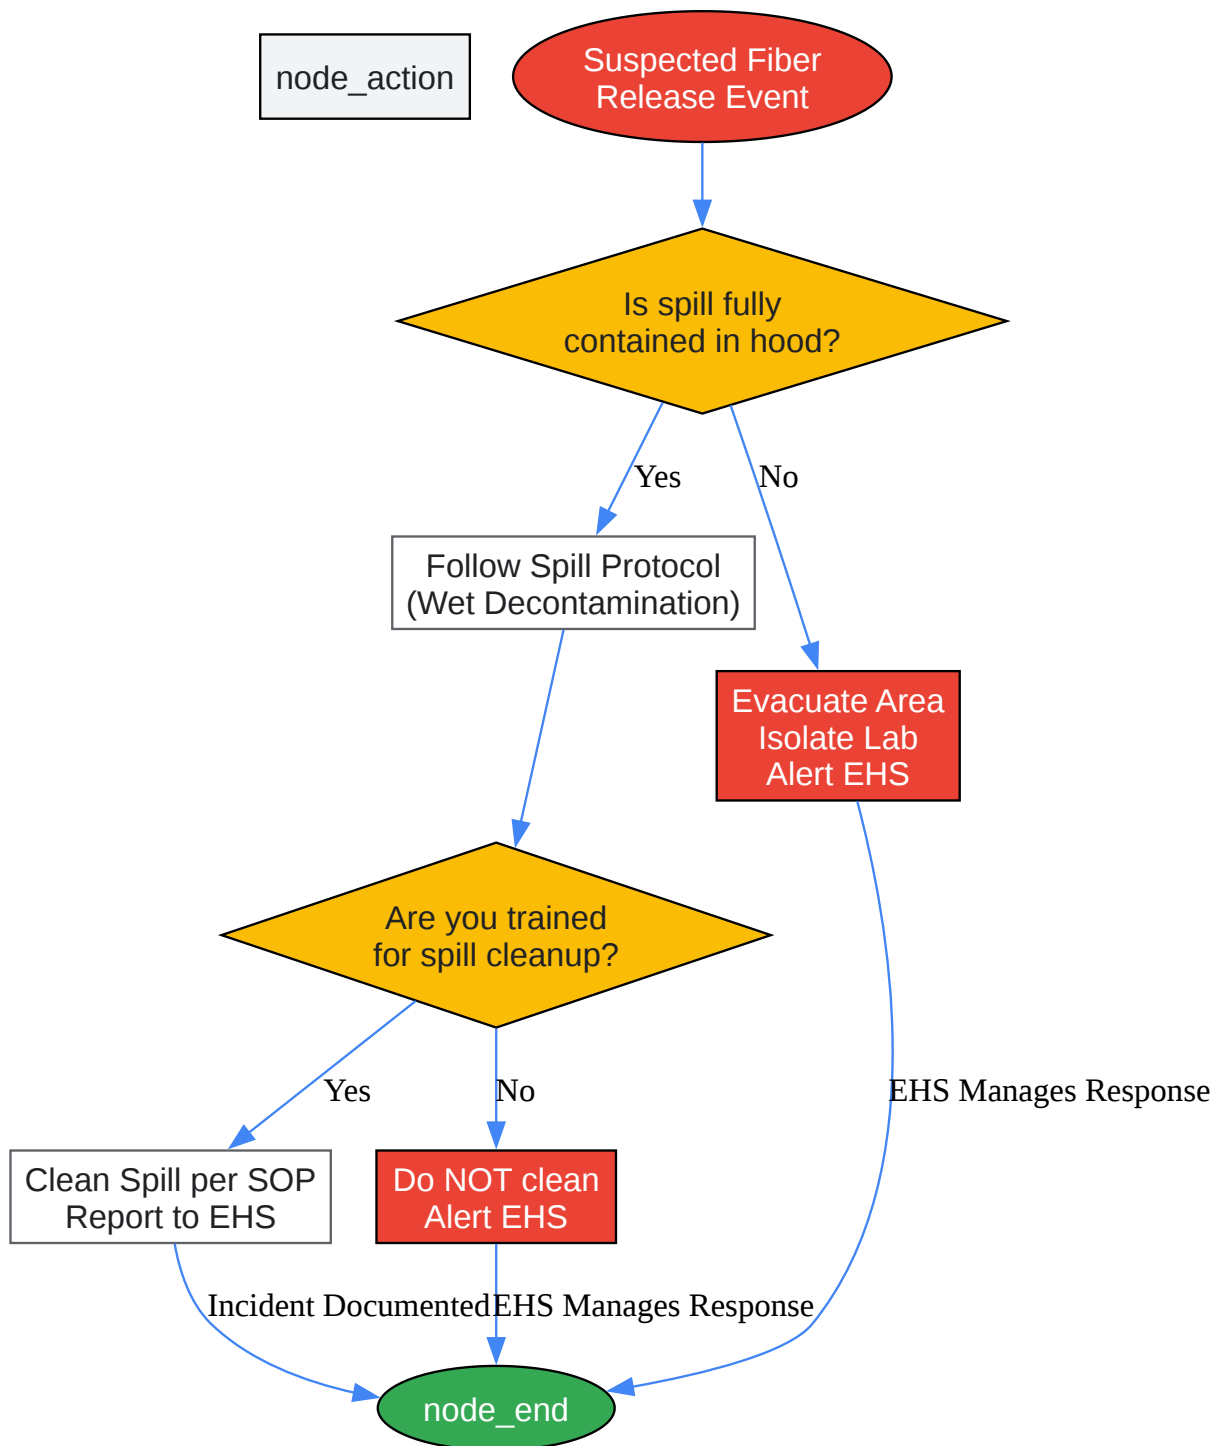 node_action
Suspected Fiber
Release Event
Is spill fully
contained in hood?
Yes
No
Follow Spill Protocol
(Wet Decontamination)
Evacuate Area
Isolate Lab
Alert EHS
Are you trained
for spill cleanup?
Yes
No
EHS Manages Response
Clean Spill per SOP
Report to EHS
Do NOT clean
Alert EHS
Incident Documented
EHS Manages Response
node_end